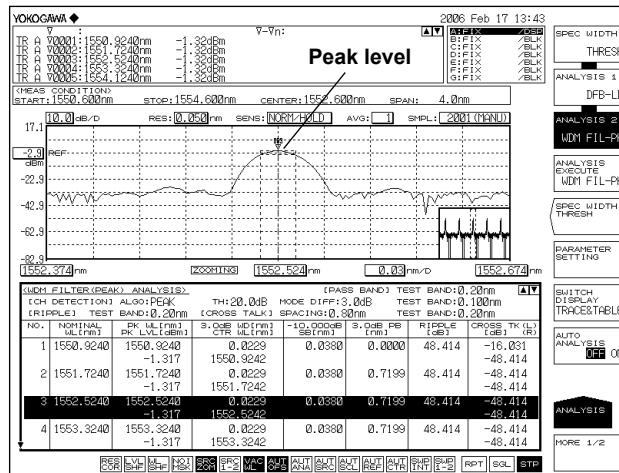 YOKOGAWA ◆ 2006 Feb 17 13:43
∇ : ∇-∇n:
TR A ∇0001:1550.9240nm -1.32dBm
TR A ∇0002:1551.7240nm -1.32dBm
TR A ∇0003:1552.5240nm -1.32dBm
TR A ∇0004:1553.3240nm -1.32dBm
TR A ∇0005:1554.1240nm -1.32dBm
A:FIX /DSP
B:FIX /BLK
C:FIX /BLK
D:FIX /BLK
E:FIX /BLK
F:FIX /BLK
G:FIX /BLK
Peak level
<MEAS CONDITION>
START:1550.600nm STOP:1554.600nm CENTER:1552.600nm SPAN: 4.0nm
10.0dB/D RES:0.050nm SENS:NORM/HOLD AVG: 1 SMPL: 2001(MANU)
17.1
-2.9 REF
dBm
-22.9
-42.9
-62.9
-82.9
1552.374nm ZOOMING 1552.524nm 0.03nm/D 1552.674nm
<WDM FILTER(PEAK) ANALYSIS> [PASS BAND] TEST BAND:0.20nm
[CH DETECTION] ALGO:PEAK TH:20.0dB MODE DIFF:3.0dB TEST BAND:0.100nm
[RIPPLE] TEST BAND:0.20nm [CROSS TALK] SPACING:0.80nm TEST BAND:0.20nm
NO. NOMINAL WL[nm] PK WL[nm] PK LVL[dBm] 3.0dB WD[nm] CTR WL[nm] -10.000dB SB[nm] 3.0dB PB [nm] RIPPLE [dB] CROSS TK(L) [dB] (R)
1 1550.9240 1550.9240 0.0229 0.0380 0.0000 48.414 -16.031
-1.317 1550.9242 -48.414
2 1551.7240 1551.7240 0.0229 0.0380 0.7199 48.414 -48.414
-1.317 1551.7242 -48.414
3 1552.5240 1552.5240 0.0229 0.0380 0.7199 48.414 -48.414
-1.317 1552.5242 -48.414
4 1553.3240 1553.3240 0.0229 0.0380 0.7199 48.414 -48.414
-1.317 1553.3242 -48.414
RES COR LVL SHF WL SHF NOI MSK SRC ZOM SRC 1-2 VAC WL AUT OFS AUT ANA AUT SRC AUT SCL AUT REF AUT CTR SWP INT SWP 1-2 RPT SGL STP
SPEC WIDTH
THRES
ANALYSIS 1
DFB-L
ANALYSIS 2
WDM FIL-P
ANALYSIS
EXECUTE
WDM FIL-P
SPEC WIDTH
THRESH
PARAMETER
SETTING
SWITCH
DISPLAY
TRACE&TABLE
AUTO
ANALYSIS
OFF O
ANALYSIS
MORE 1/2